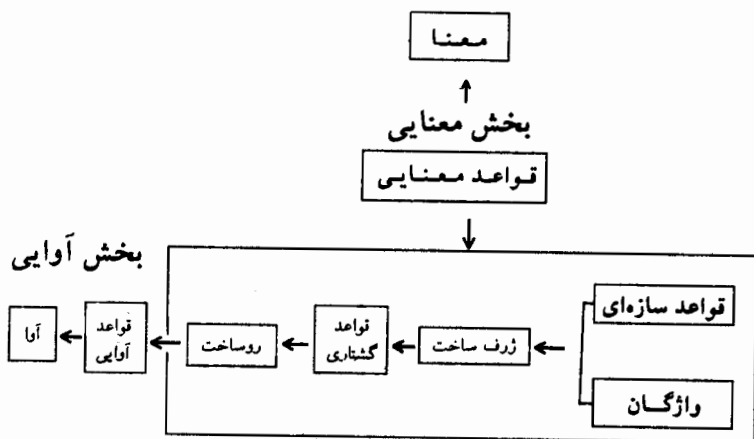 معنا
بخش معنایی
قواعد معنایی
بخش آوایی
قواعد سازه‌ای
واژگان
ژرف ساخت
قواعد
گشتاری
روساخت
قواعد
آوایی
آوا